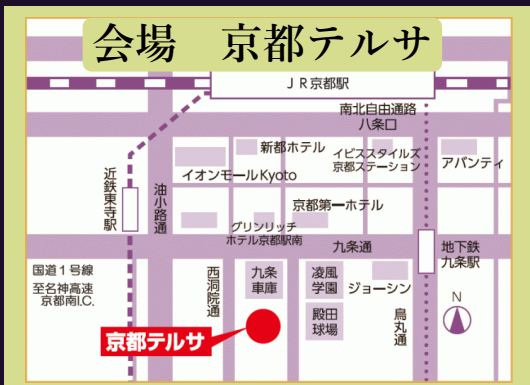 会場　京都テルサ
ＪＲ京都駅
南北自由通路
八条口
新都ホテル
イビススタイルズ
京都ステーション
アバンティ
イオンモールKyoto
近鉄東寺駅
油小路通
京都第一ホテル
グリンリッチ
ホテル京都駅南
九条通
地下鉄
九条駅
国道１号線
至名神高速
京都南I.C.
西洞院通
九条
車庫
凌風
学園
ジョーシン
殿田
球場
烏丸通
N
京都テルサ